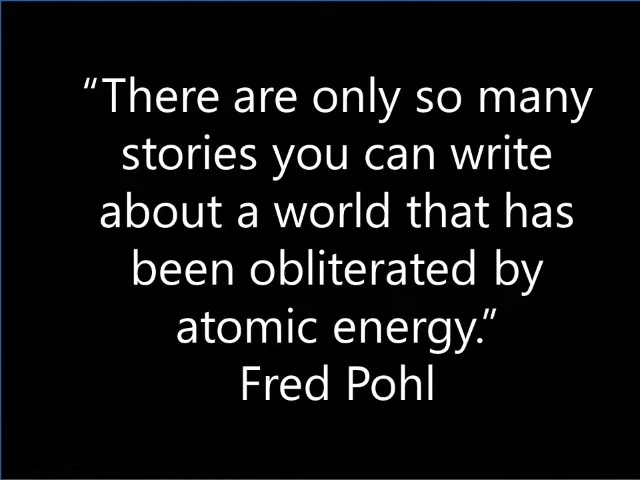 “There are only so many
stories you can write
about a world that has
been obliterated by
atomic energy.”
Fred Pohl